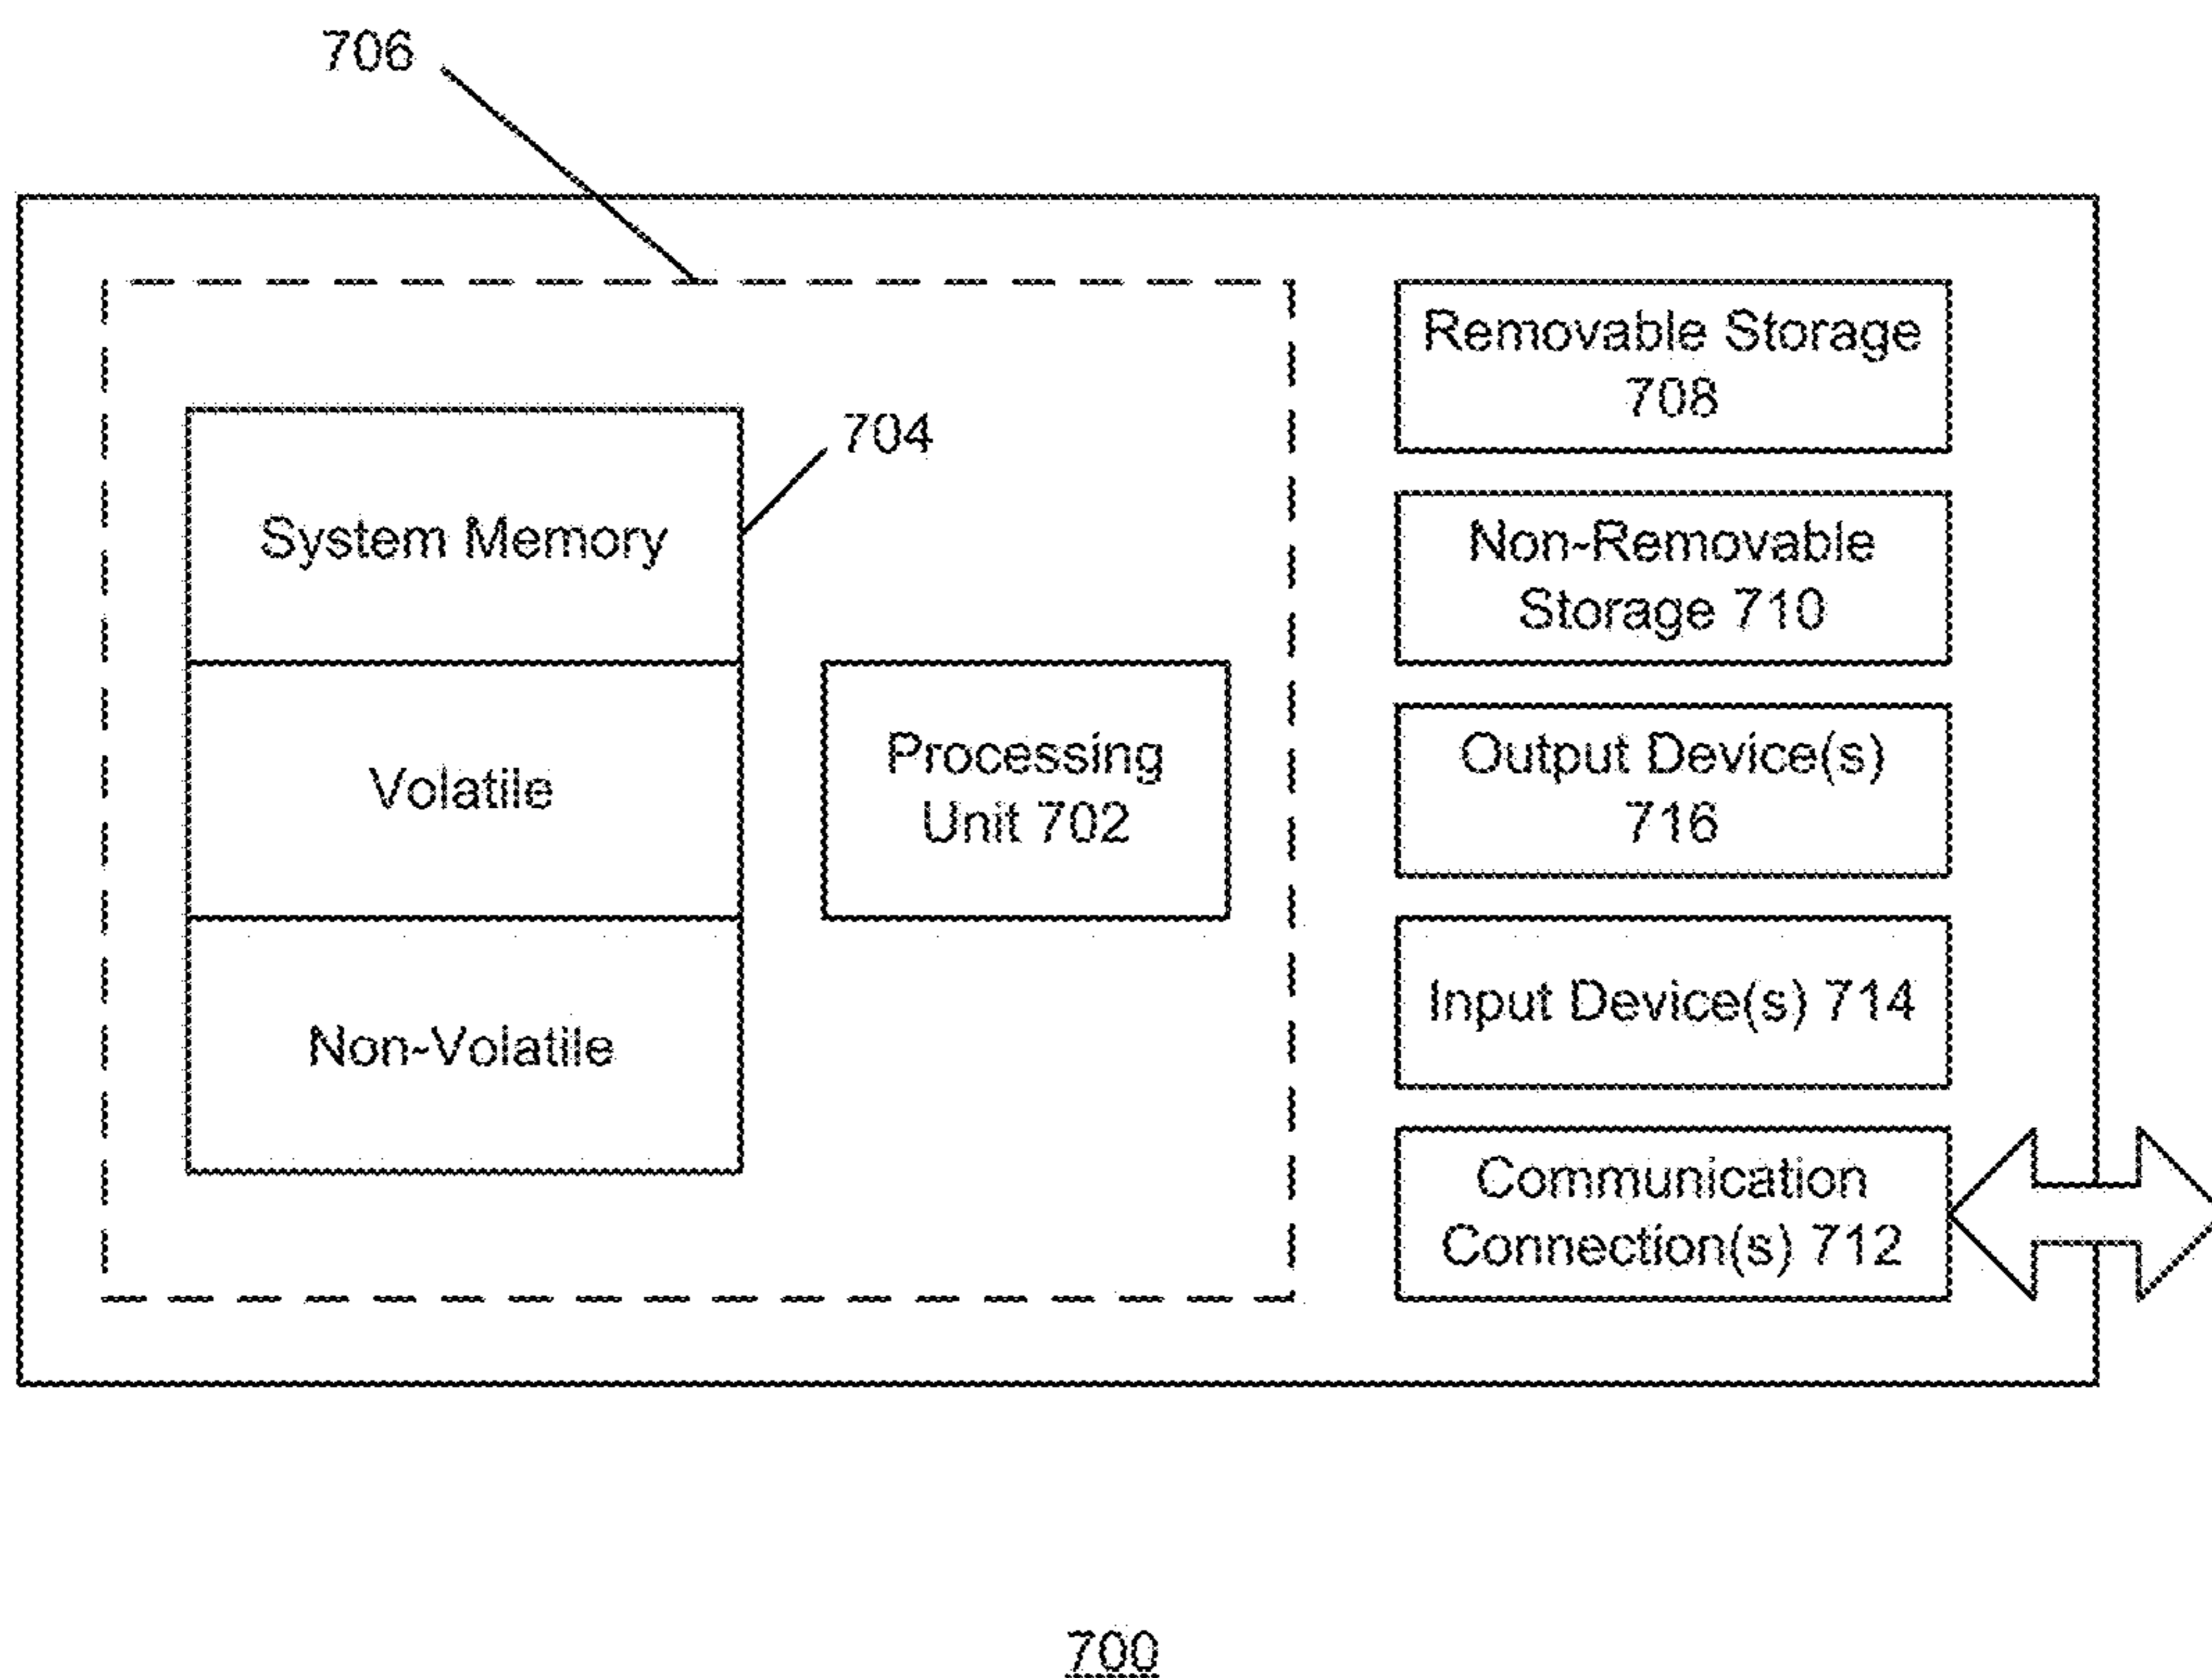 706
704
System Memory
Volatile
Non-Volatile
Processing
Unit 702
Removable Storage
708
Non-Removable
Storage 710
Output Device(s)
716
Input Device(s) 714
Communication
Connection(s) 712
700